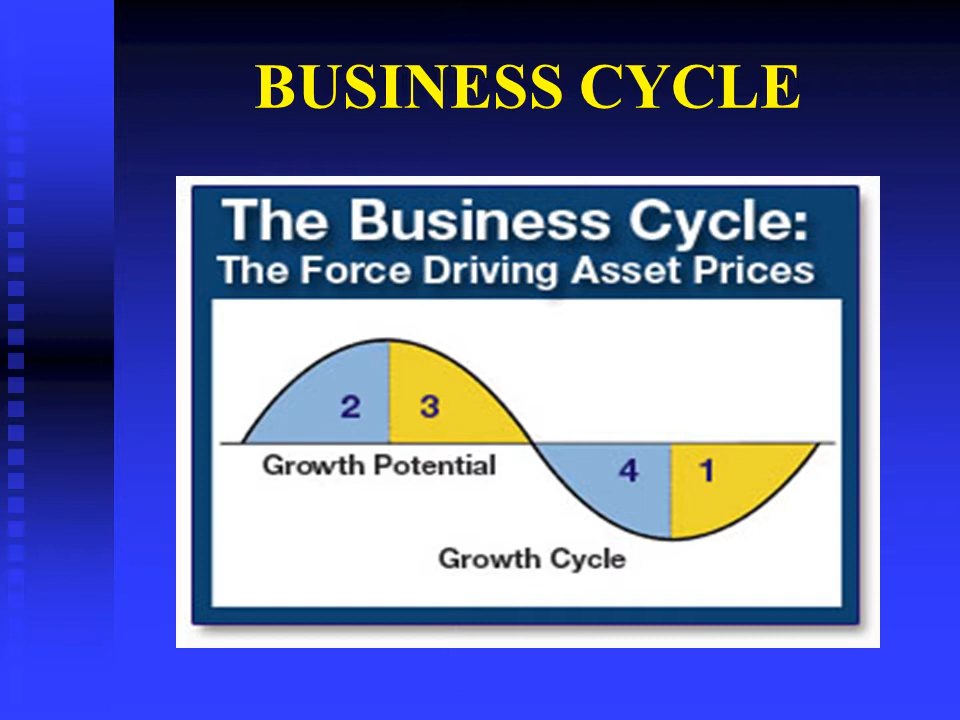 BUSINESS CYCLE
The Business Cycle:
The Force Driving Asset Prices
2 3
Growth Potential
4 1
Growth Cycle